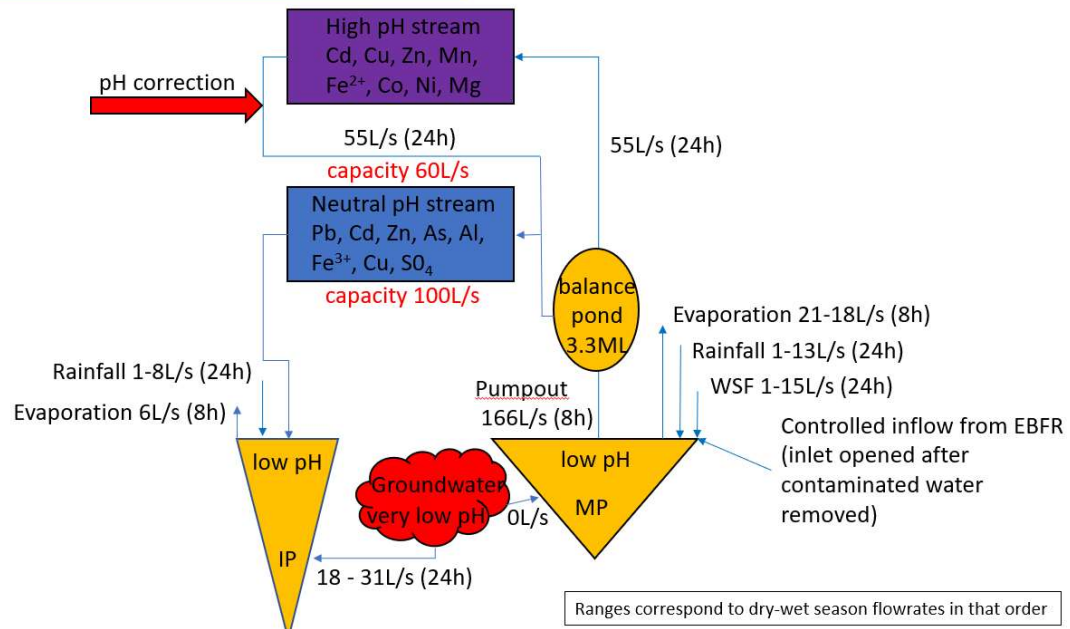 High pH stream
Cd, Cu, Zn, Mn,
Fe²⁺, Co, Ni, Mg
pH correction
55L/s (24h)
capacity 60L/s
55L/s (24h)
Neutral pH stream
Pb, Cd, Zn, As, Al,
Fe³⁺, Cu, S0₄
capacity 100L/s
balance
pond
3.3ML
Evaporation 21-18L/s (8h)
Rainfall 1-13L/s (24h)
WSF 1-15L/s (24h)
Rainfall 1-8L/s (24h)
Evaporation 6L/s (8h)
Pumpout
166L/s (8h)
Controlled inflow from EBFR
(inlet opened after
contaminated water
removed)
low pH
IP
Groundwater
very low pH
0L/s
low pH
MP
18 - 31L/s (24h)
Ranges correspond to dry-wet season flowrates in that order